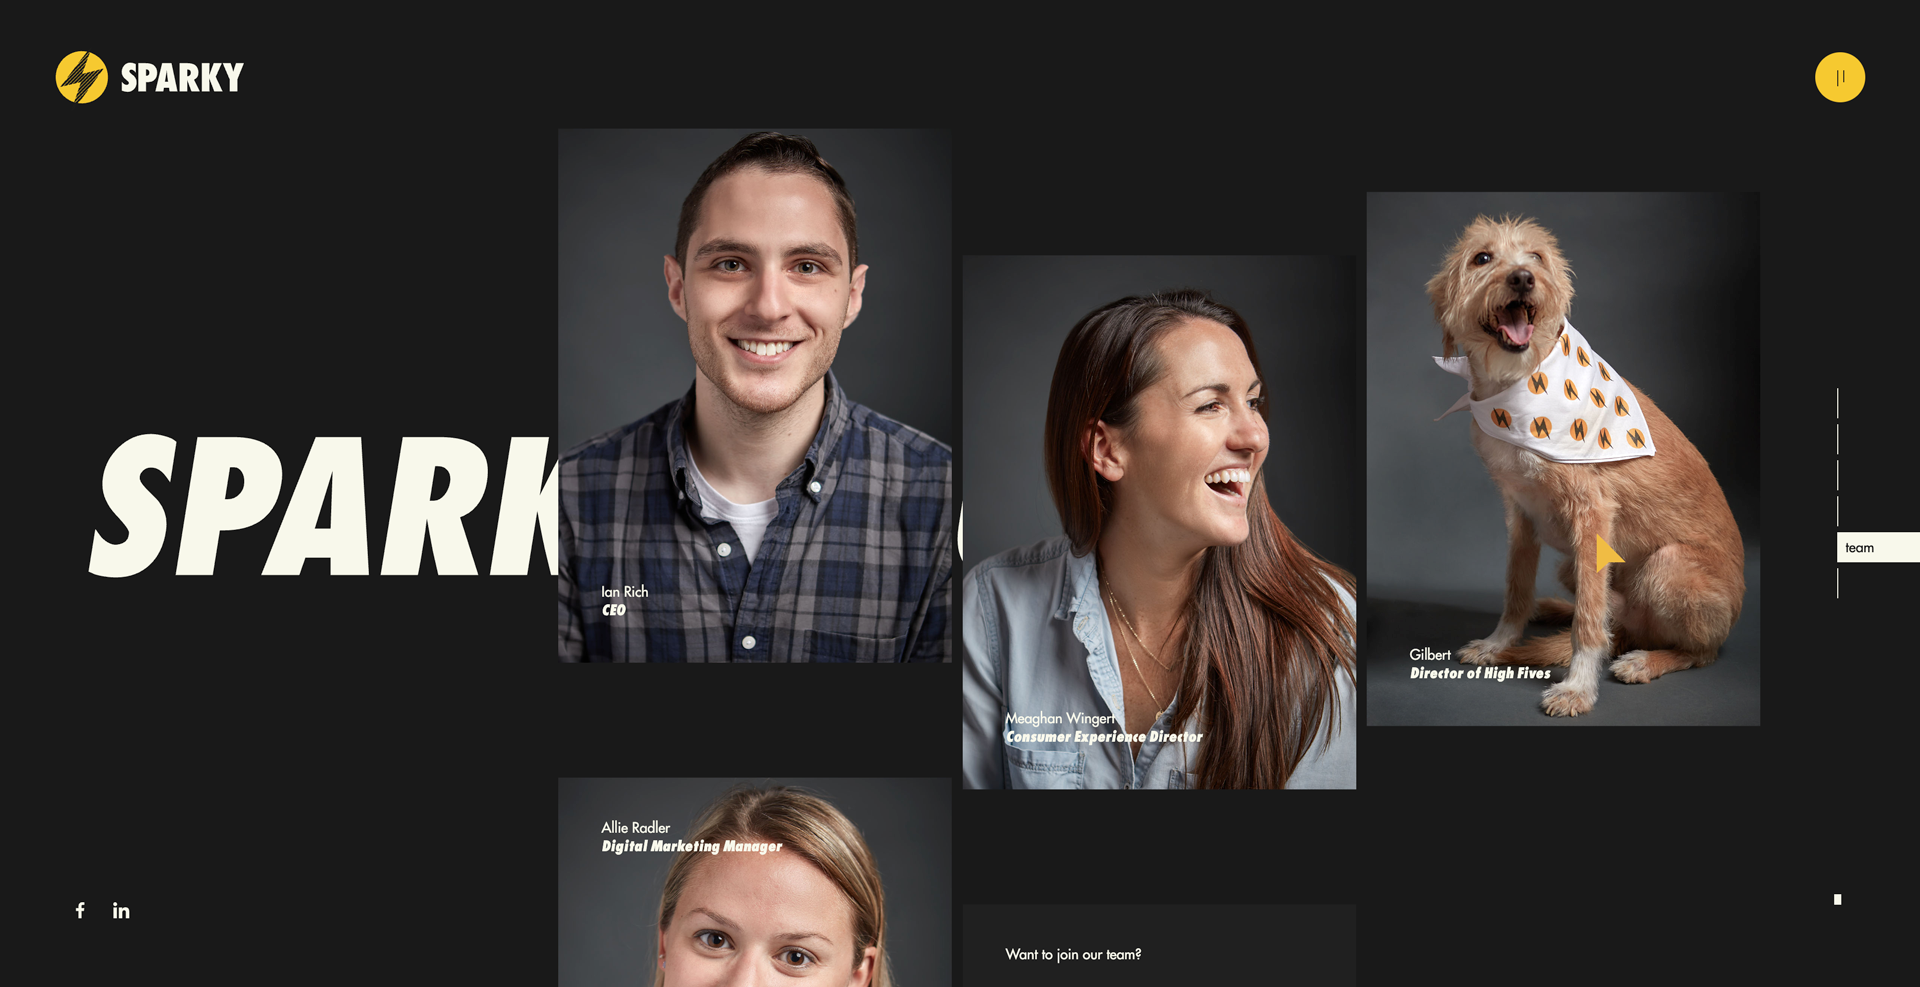 SPARKY
SPARK
Ian Rich
CEO
Meaghan Wingert
Consumer Experience Director
Gilbert
Director of High Fives
team
Allie Radler
Digital Marketing Manager
f in
Want to join our team?